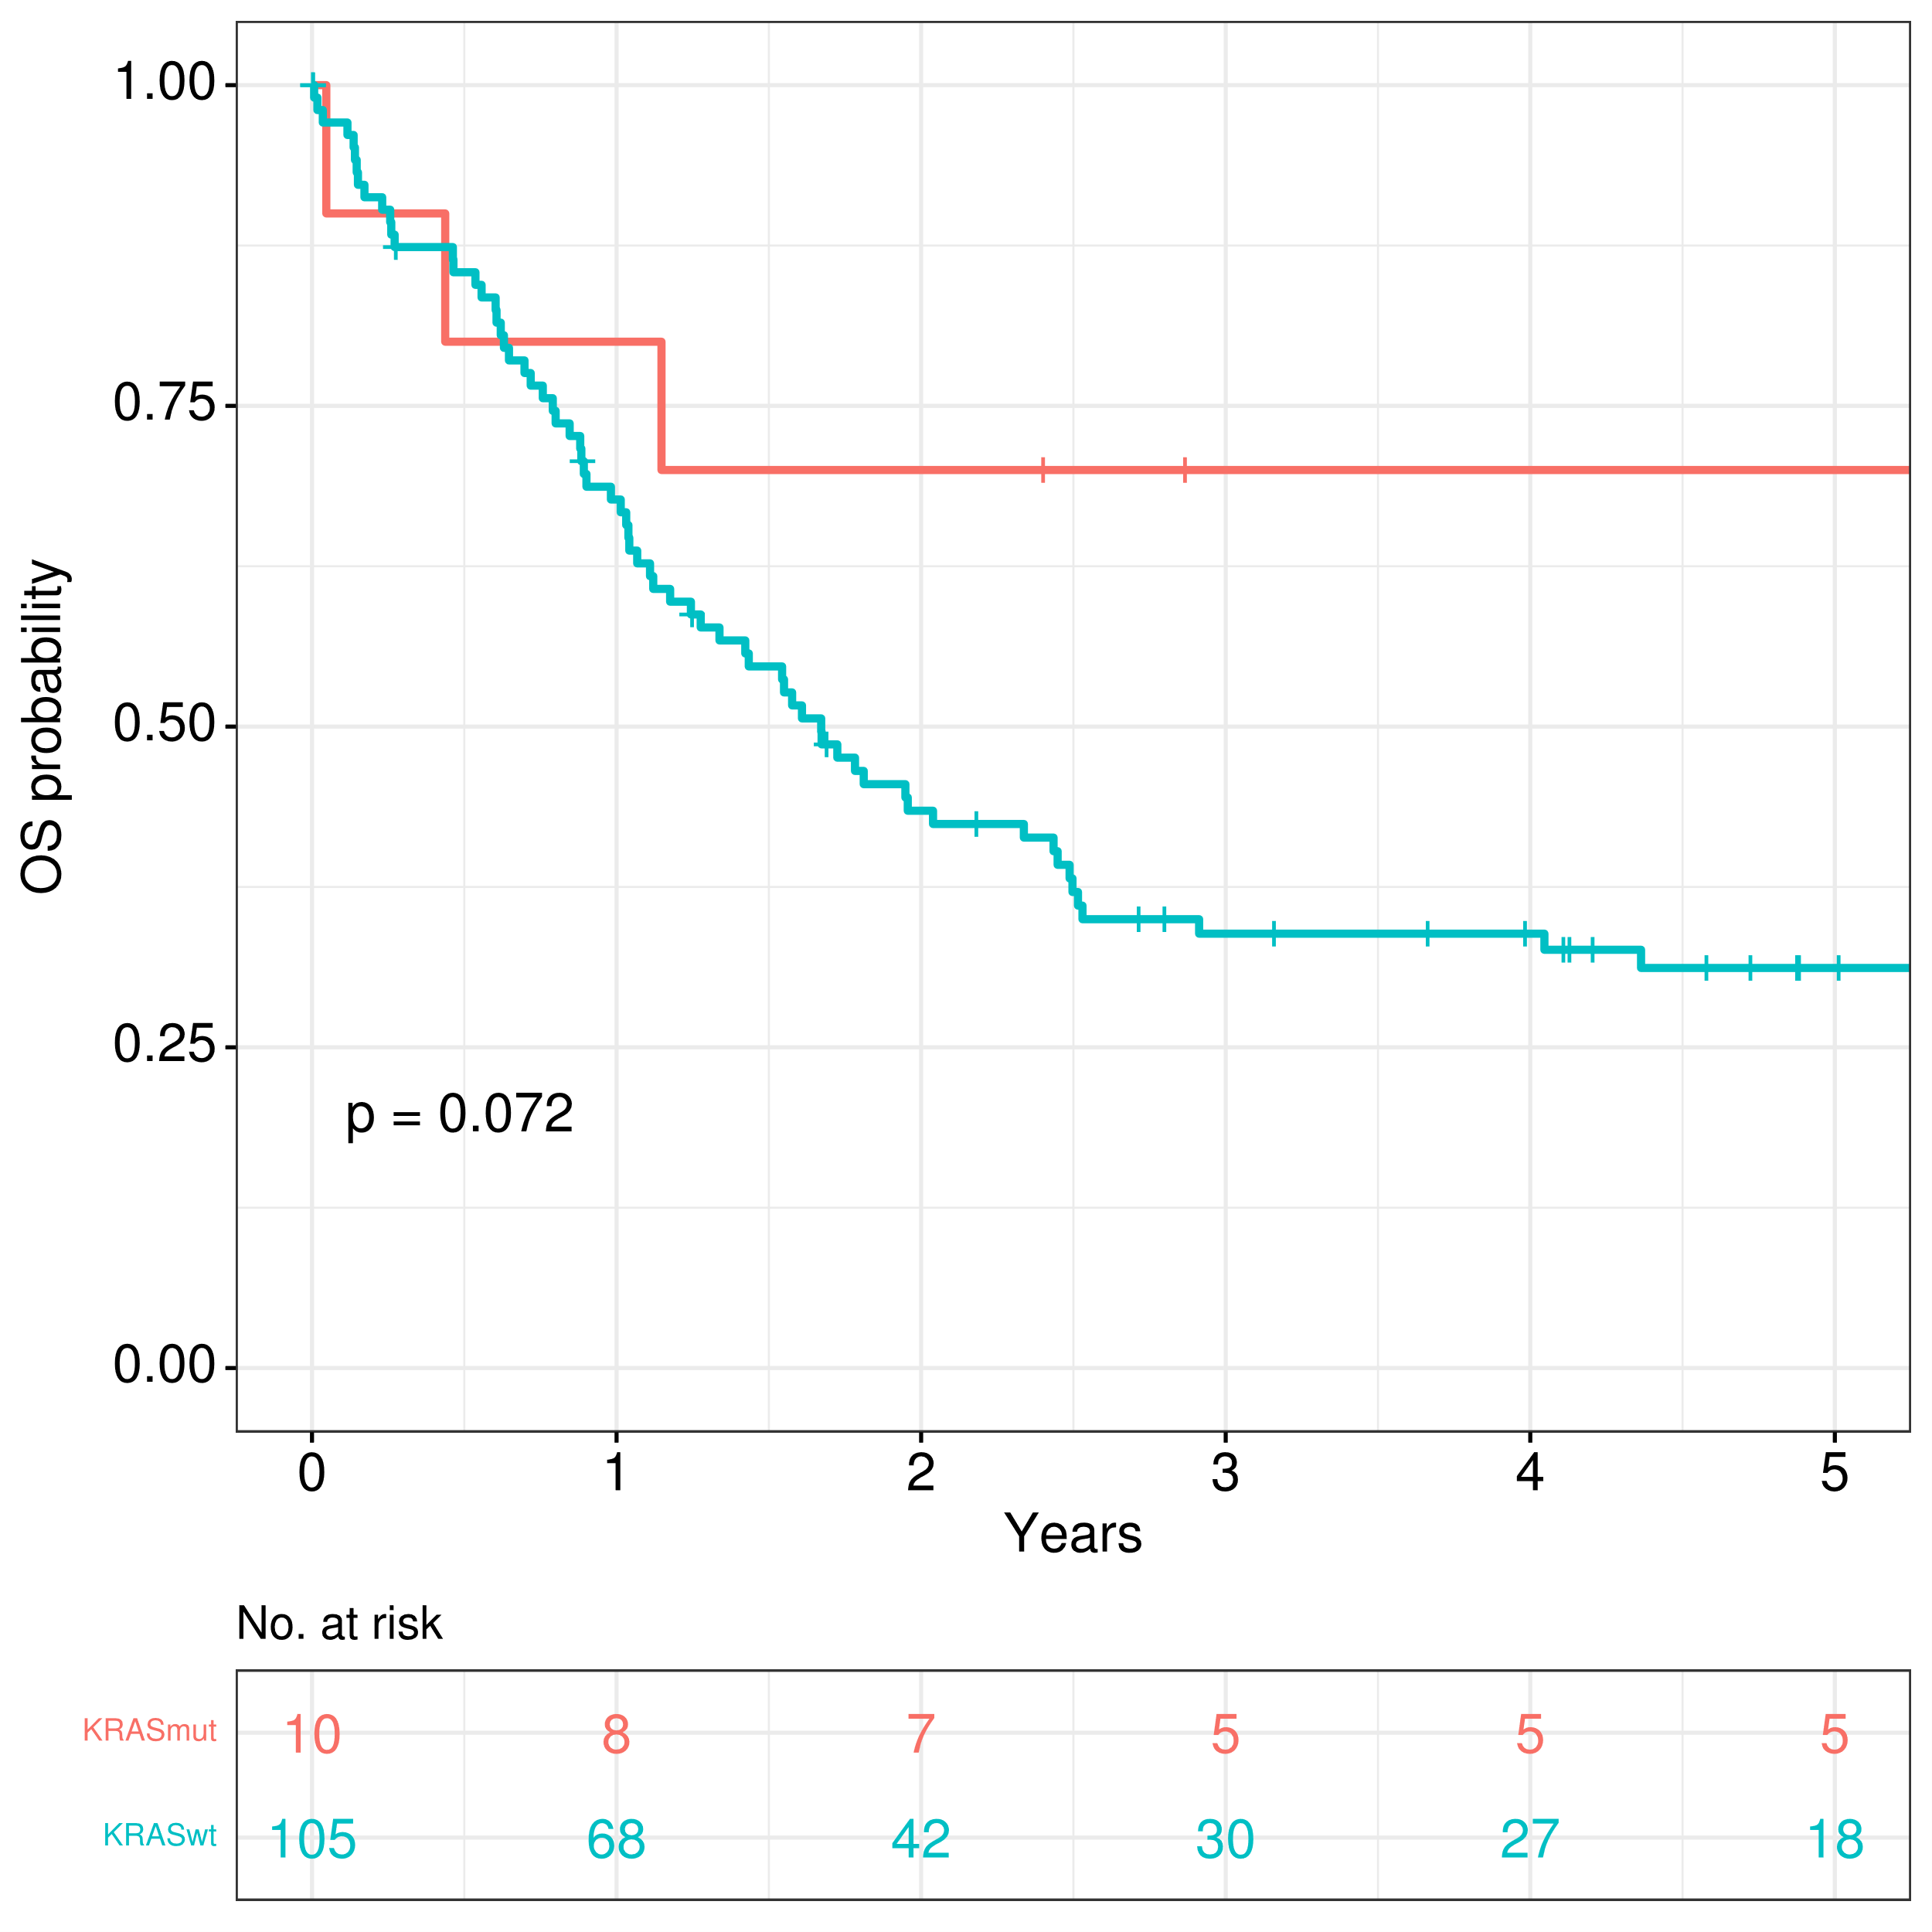 1.00
0.75
0.50
0.25
0.00
OS probability
p = 0.072
0 1 2 3 4 5
Years
No. at risk
KRASmut 10 8 7 5 5 5
KRASwt 105 68 42 30 27 18